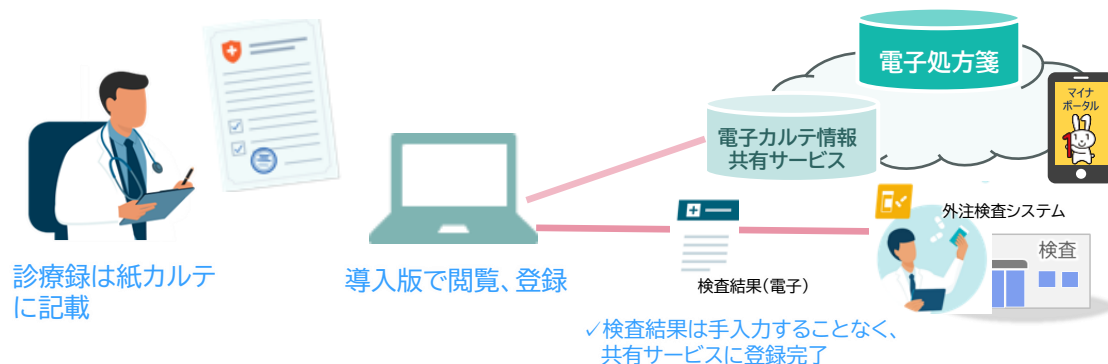 電子処方箋
マイナ
ポータル
電子カルテ情報
共有サービス
外注検査システム
検査
診療録は紙カルテ
に記載
導入版で閲覧、登録
検査結果(電子)
✓検査結果は手入力することなく、
共有サービスに登録完了